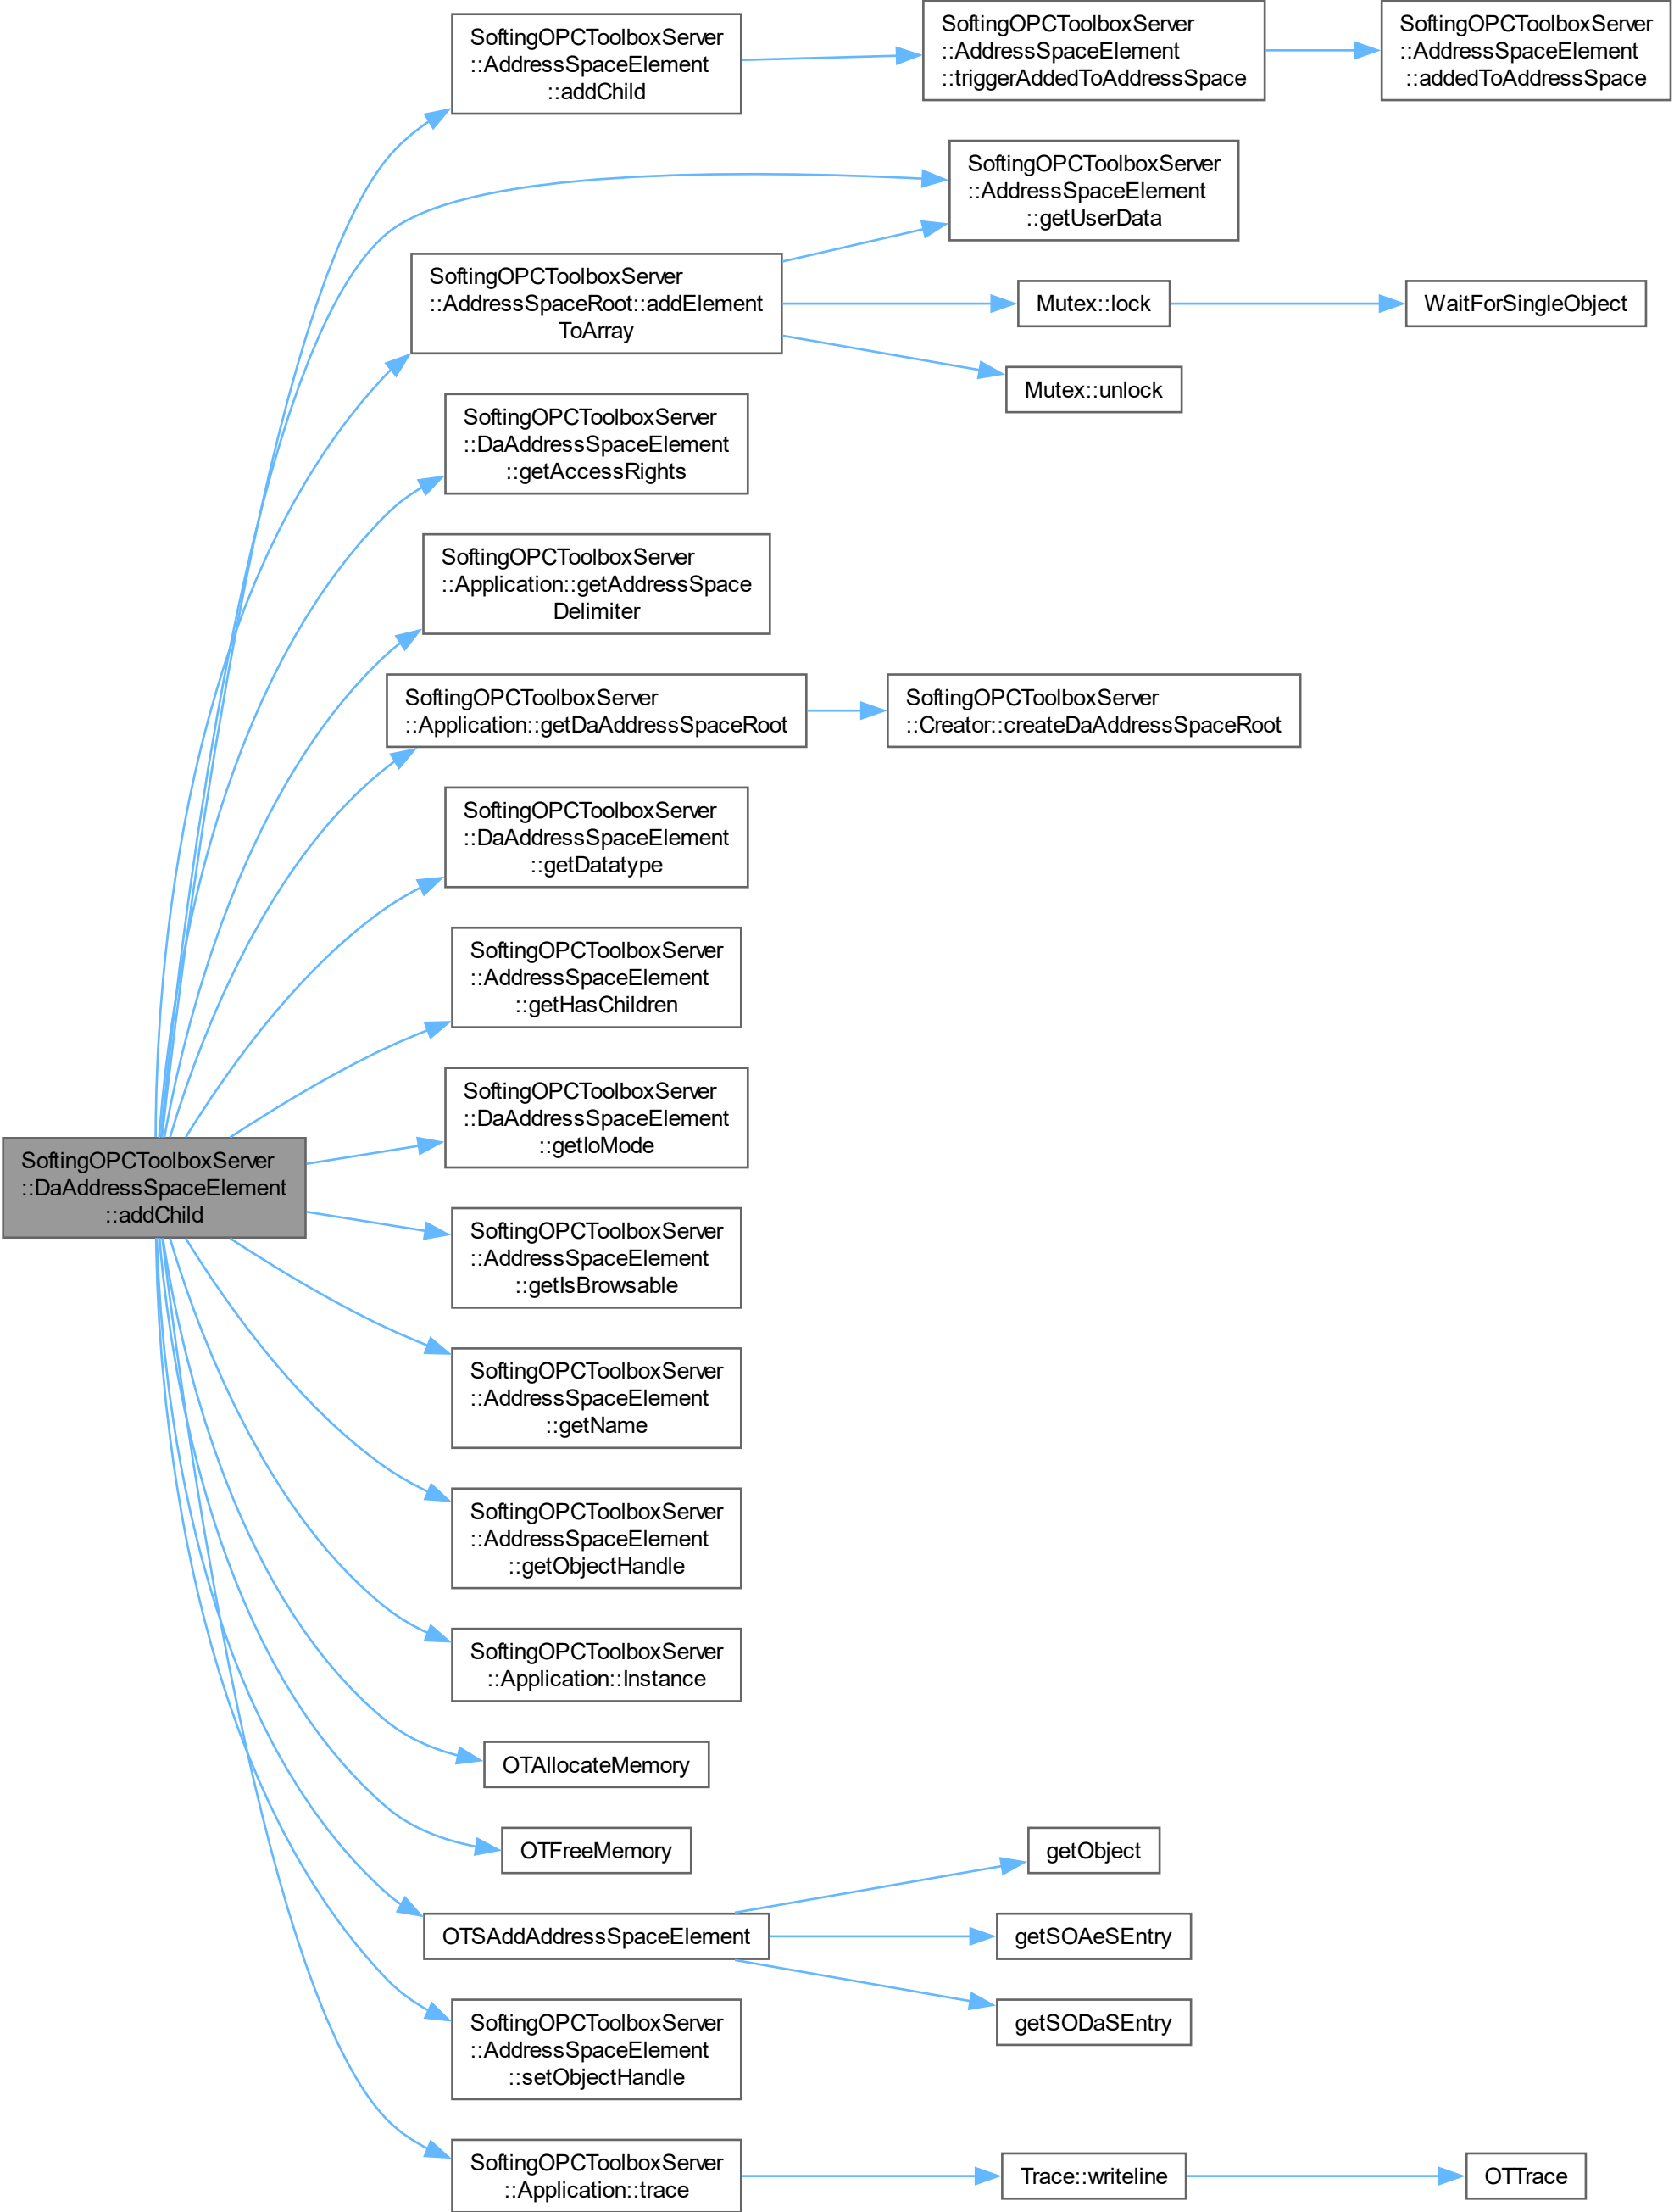 SoftingOPCToolboxServer
::AddressSpaceElement
::addChild
SoftingOPCToolboxServer
::AddressSpaceElement
::triggerAddedToAddressSpace
SoftingOPCToolboxServer
::AddressSpaceElement
::addedToAddressSpace
SoftingOPCToolboxServer
::AddressSpaceElement
::getUserData
SoftingOPCToolboxServer
::AddressSpaceRoot::addElement
ToArray
Mutex::lock
WaitForSingleObject
Mutex::unlock
SoftingOPCToolboxServer
::DaAddressSpaceElement
::getAccessRights
SoftingOPCToolboxServer
::Application::getAddressSpace
Delimiter
SoftingOPCToolboxServer
::Application::getDaAddressSpaceRoot
SoftingOPCToolboxServer
::Creator::createDaAddressSpaceRoot
SoftingOPCToolboxServer
::DaAddressSpaceElement
::getDatatype
SoftingOPCToolboxServer
::AddressSpaceElement
::getHasChildren
SoftingOPCToolboxServer
::DaAddressSpaceElement
::getIoMode
SoftingOPCToolboxServer
::DaAddressSpaceElement
::addChild
SoftingOPCToolboxServer
::AddressSpaceElement
::getIsBrowsable
SoftingOPCToolboxServer
::AddressSpaceElement
::getName
SoftingOPCToolboxServer
::AddressSpaceElement
::getObjectHandle
SoftingOPCToolboxServer
::Application::Instance
OTAllocateMemory
OTFreeMemory
getObject
OTSAddAddressSpaceElement
getSOAeSEntry
getSODaSEntry
SoftingOPCToolboxServer
::AddressSpaceElement
::setObjectHandle
SoftingOPCToolboxServer
::Application::trace
Trace::writeline
OTTrace